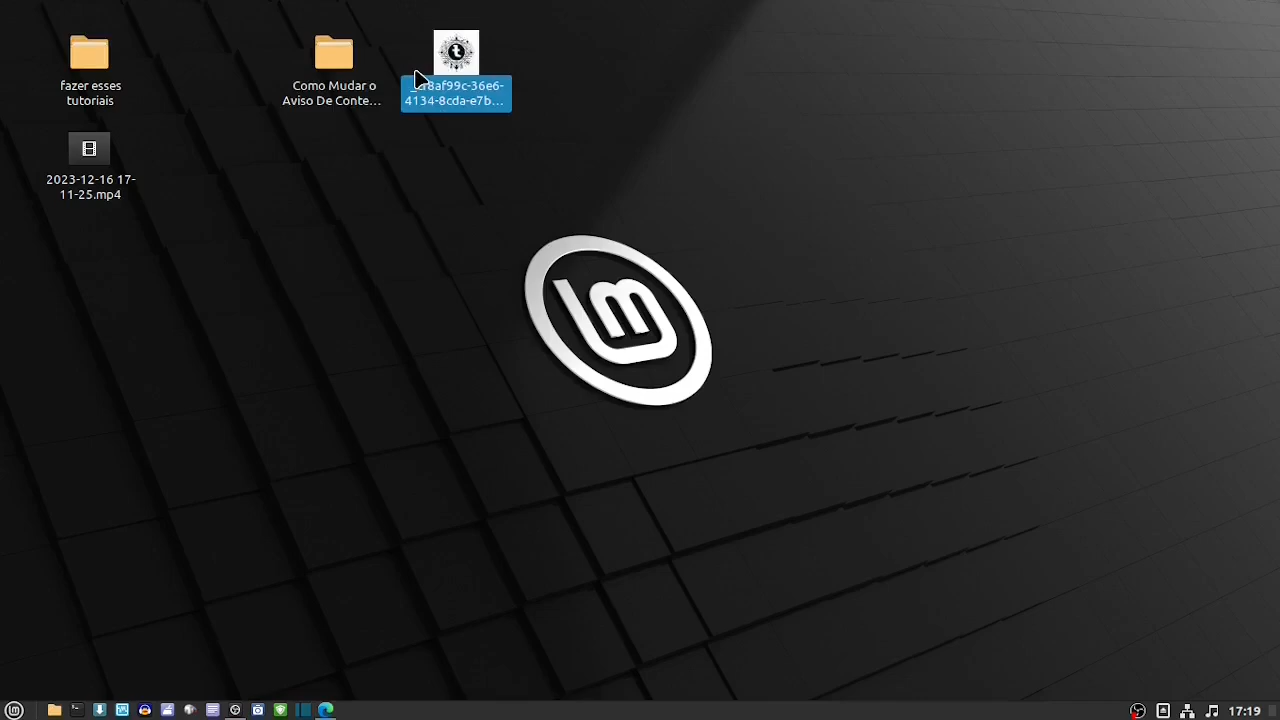 fazer esses
tutoriais
Como Mudar o
Aviso De Conte...
4134-8cda-e7b...
2023-12-16 17-
11-25.mp4
17:19